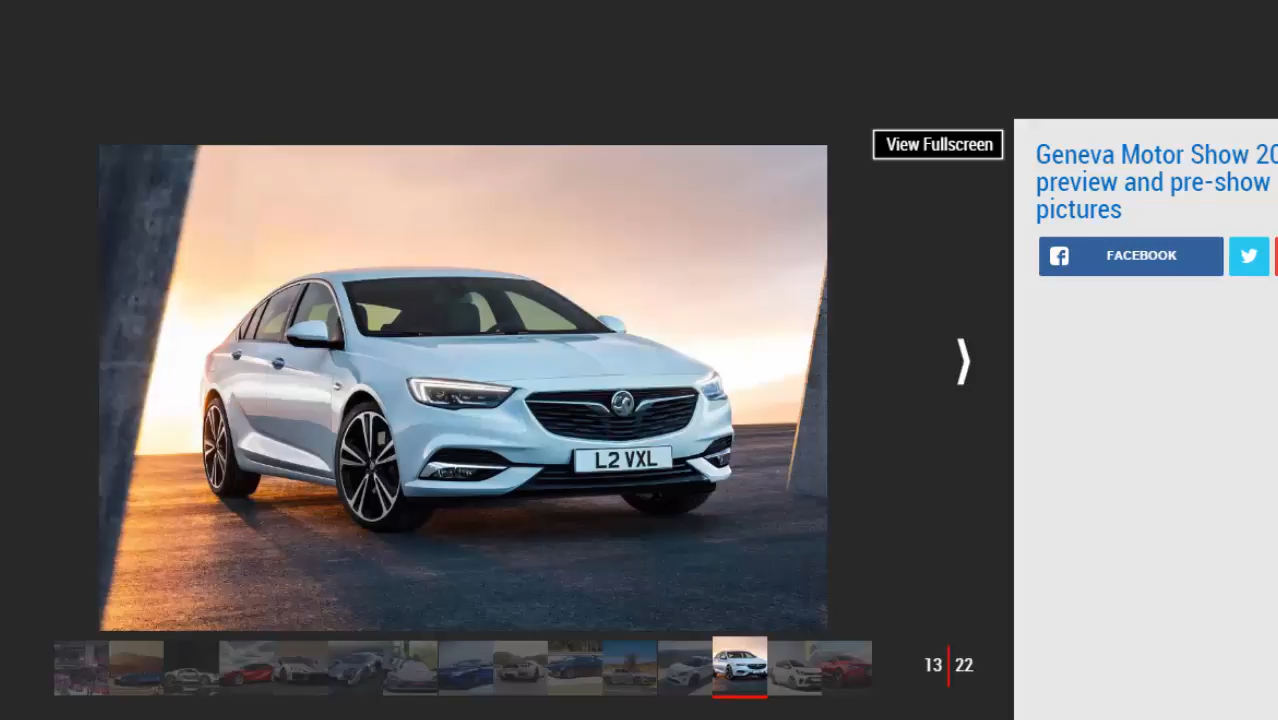 View Fullscreen
Geneva Motor Show 20
preview and pre-show
pictures
FACEBOOK
L2 VXL
13 22